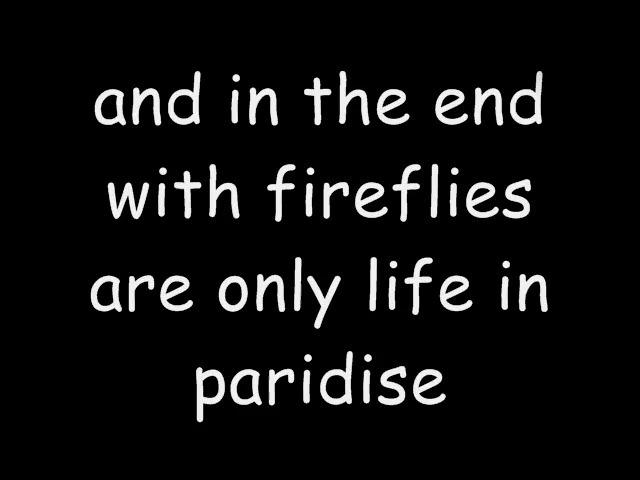 and in the end
with fireflies
are only life in
paridise